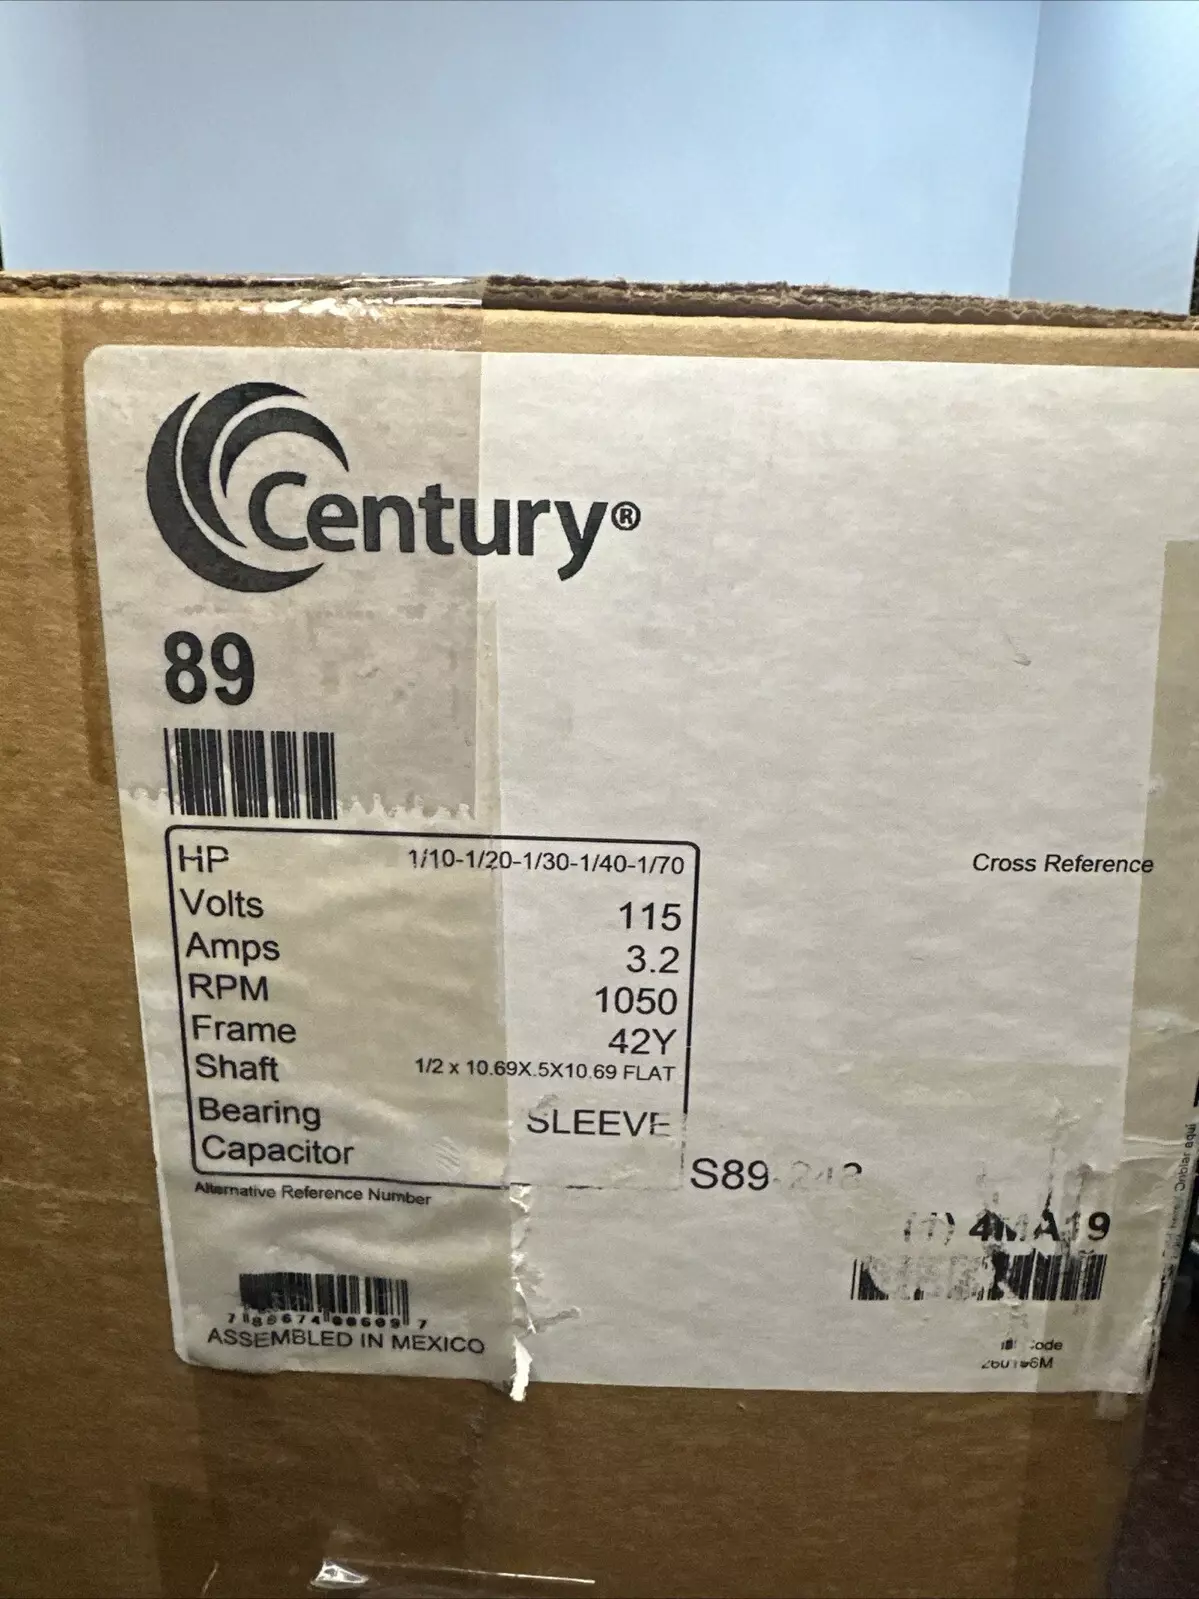 Century®
89
HP 1/10-1/20-1/30-1/40-1/70
Volts 115
Amps 3.2
RPM 1050
Frame 42Y
Shaft 1/2 x 10.69X.5X10.69 FLAT
Bearing SLEEVE
Capacitor
Cross Reference
Alternative Reference Number
(1) 4MA19
ASSEMBLED IN MEXICO